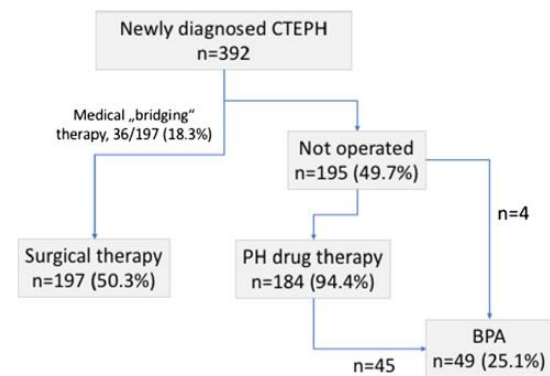 Newly diagnosed CTEPH
n=392
Medical „bridging“
therapy, 36/197 (18.3%)
Not operated
n=195 (49.7%)
n=4
Surgical therapy
n=197 (50.3%)
PH drug therapy
n=184 (94.4%)
BPA
n=49 (25.1%)
n=45